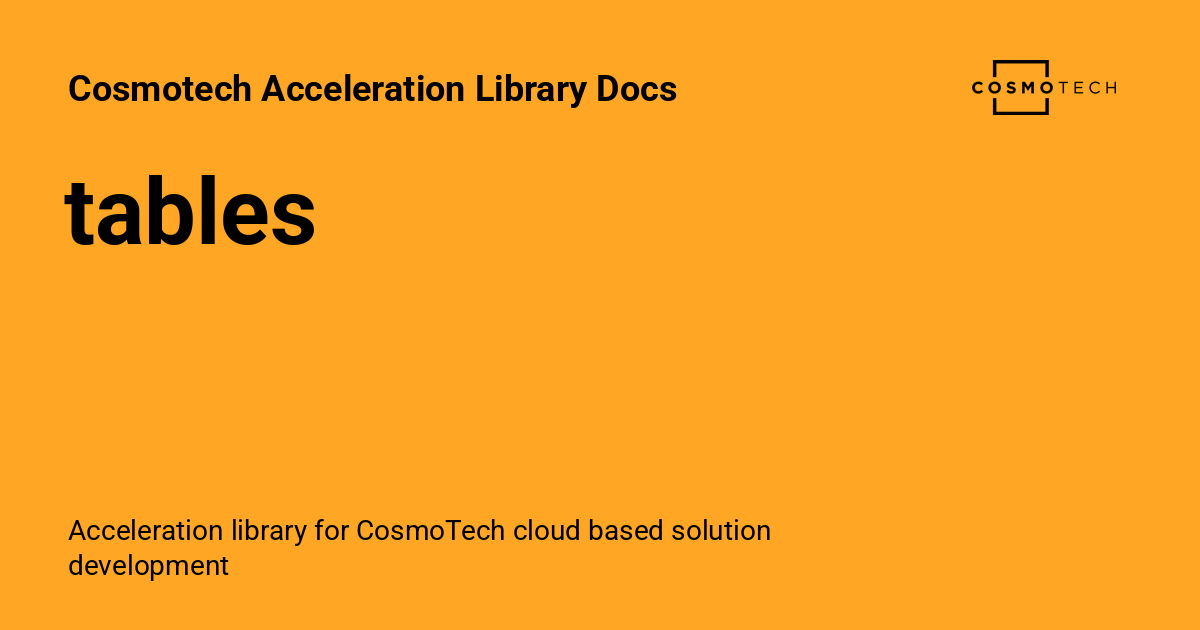 Cosmotech Acceleration Library Docs
COSMOTECH
tables
Acceleration library for CosmoTech cloud based solution
development